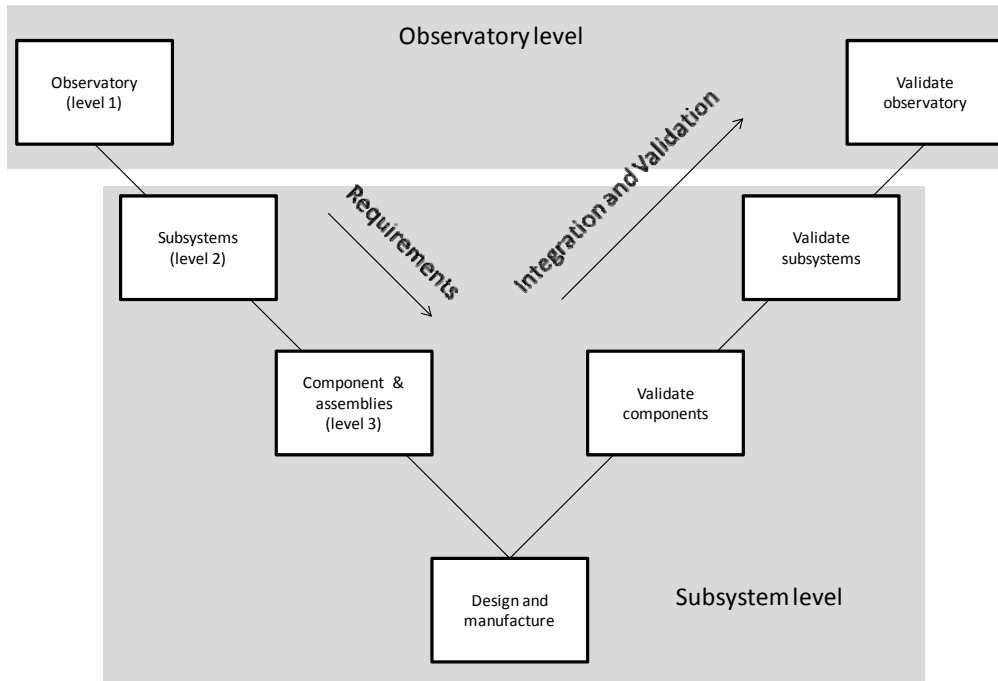 Observatory level
Observatory
(level 1)
Validate
observatory
Requirements
Integration and Validation
Subsystems
(level 2)
Validate
subsystems
Component &
assemblies
(level 3)
Validate
components
Design and
manufacture
Subsystem level